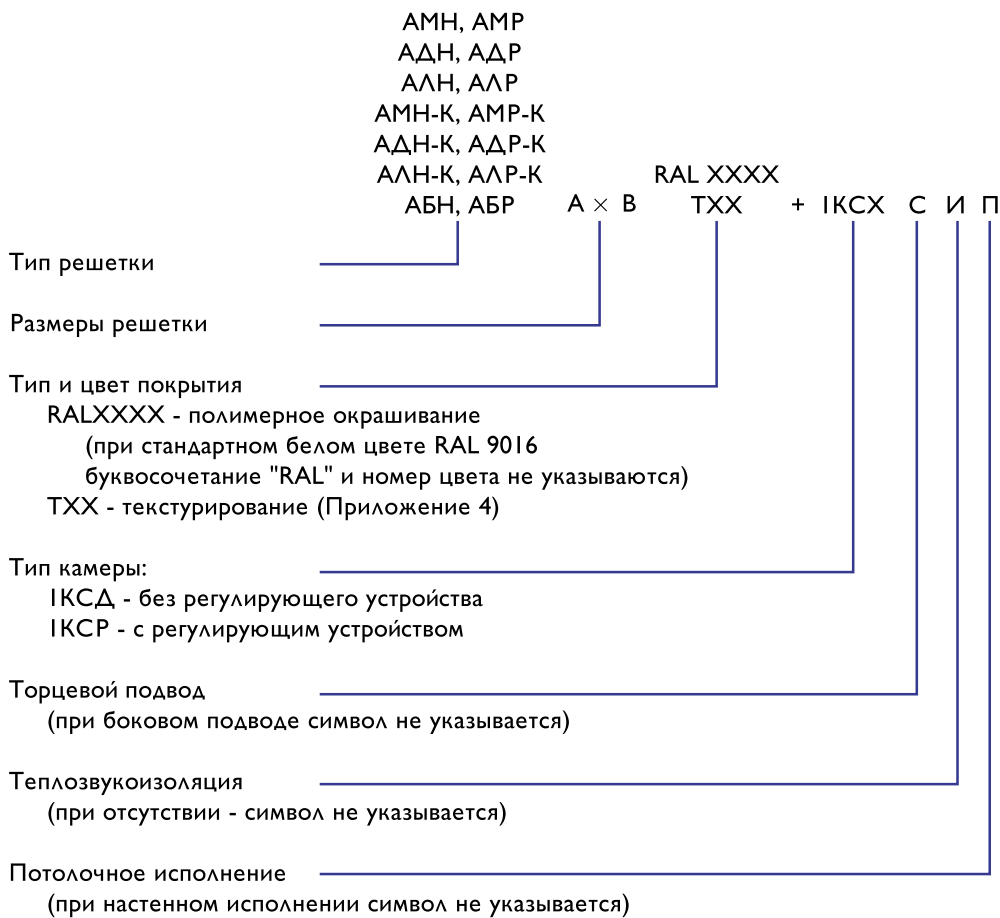 АМН, АМР
АДН, АДР
АЛН, АЛР
АМН-К, АМР-К
АДН-К, АДР-К
АЛН-К, АЛР-К
RAL XXXX
АБН, АБР А × В ТХХ + 1КСХ С И П
Тип решетки
Размеры решетки
Тип и цвет покрытия
RALXXXX - полимерное окрашивание
(при стандартном белом цвете RAL 9016
буквосочетание "RAL" и номер цвета не указываются)
ТХХ - текстурирование (Приложение 4)
Тип камеры:
1КСД - без регулирующего устройства
1КСР - с регулирующим устройством
Торцевой подвод
(при боковом подводе символ не указывается)
Теплозвукоизоляция
(при отсутствии - символ не указывается)
Потолочное исполнение
(при настенном исполнении символ не указывается)